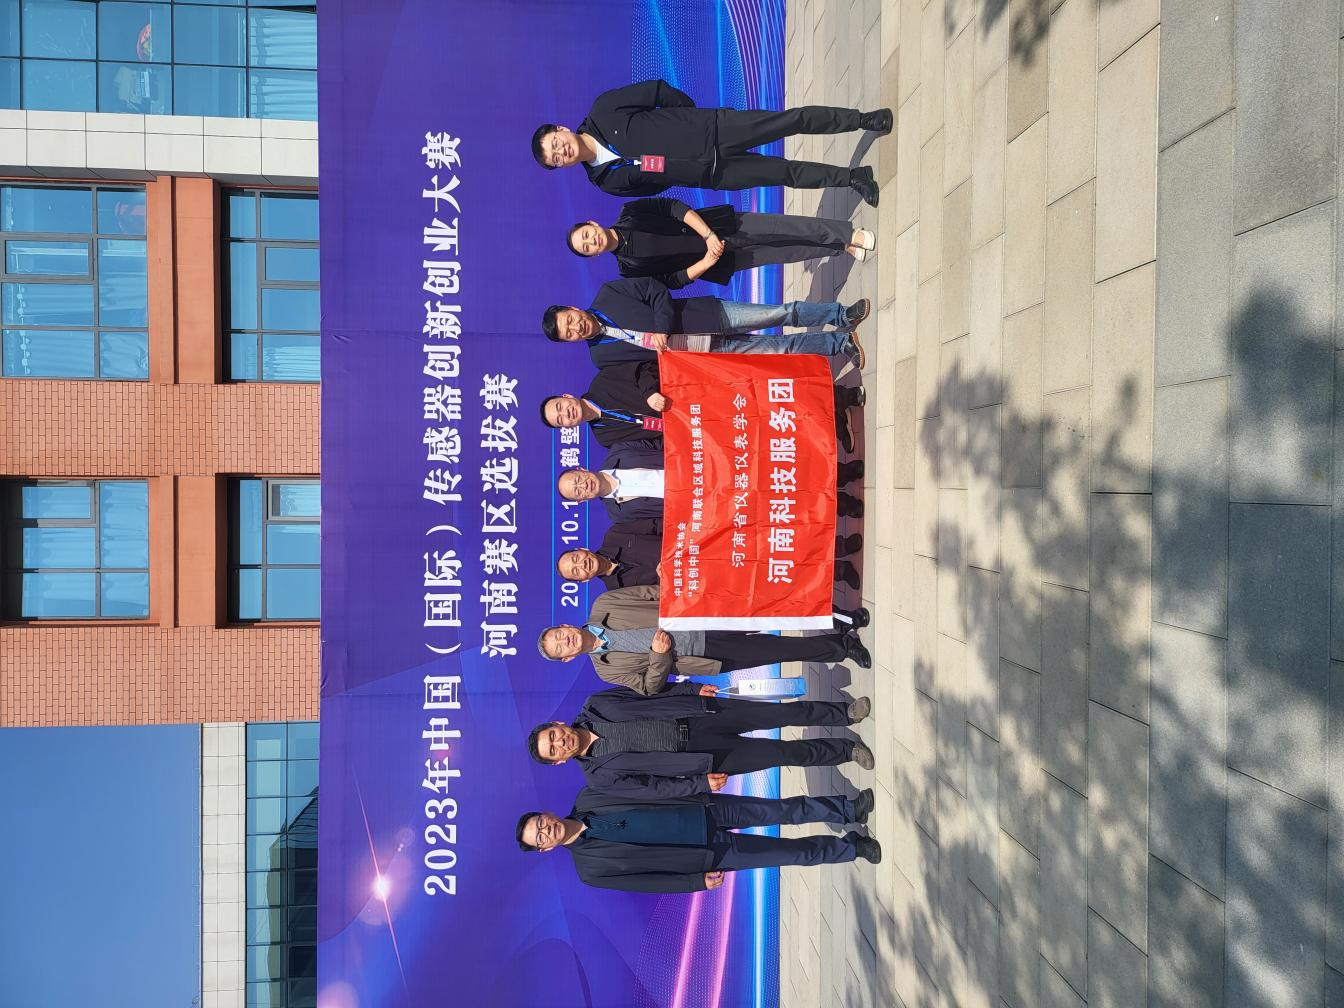 2023年中国（国际）传感器创新创业大赛
河南赛区选拔赛
20
10.1
鹤壁
中国科学技术协会
“科创中国”河南联合区域科技服务团
河南省仪器仪表学会
河南科技服务团